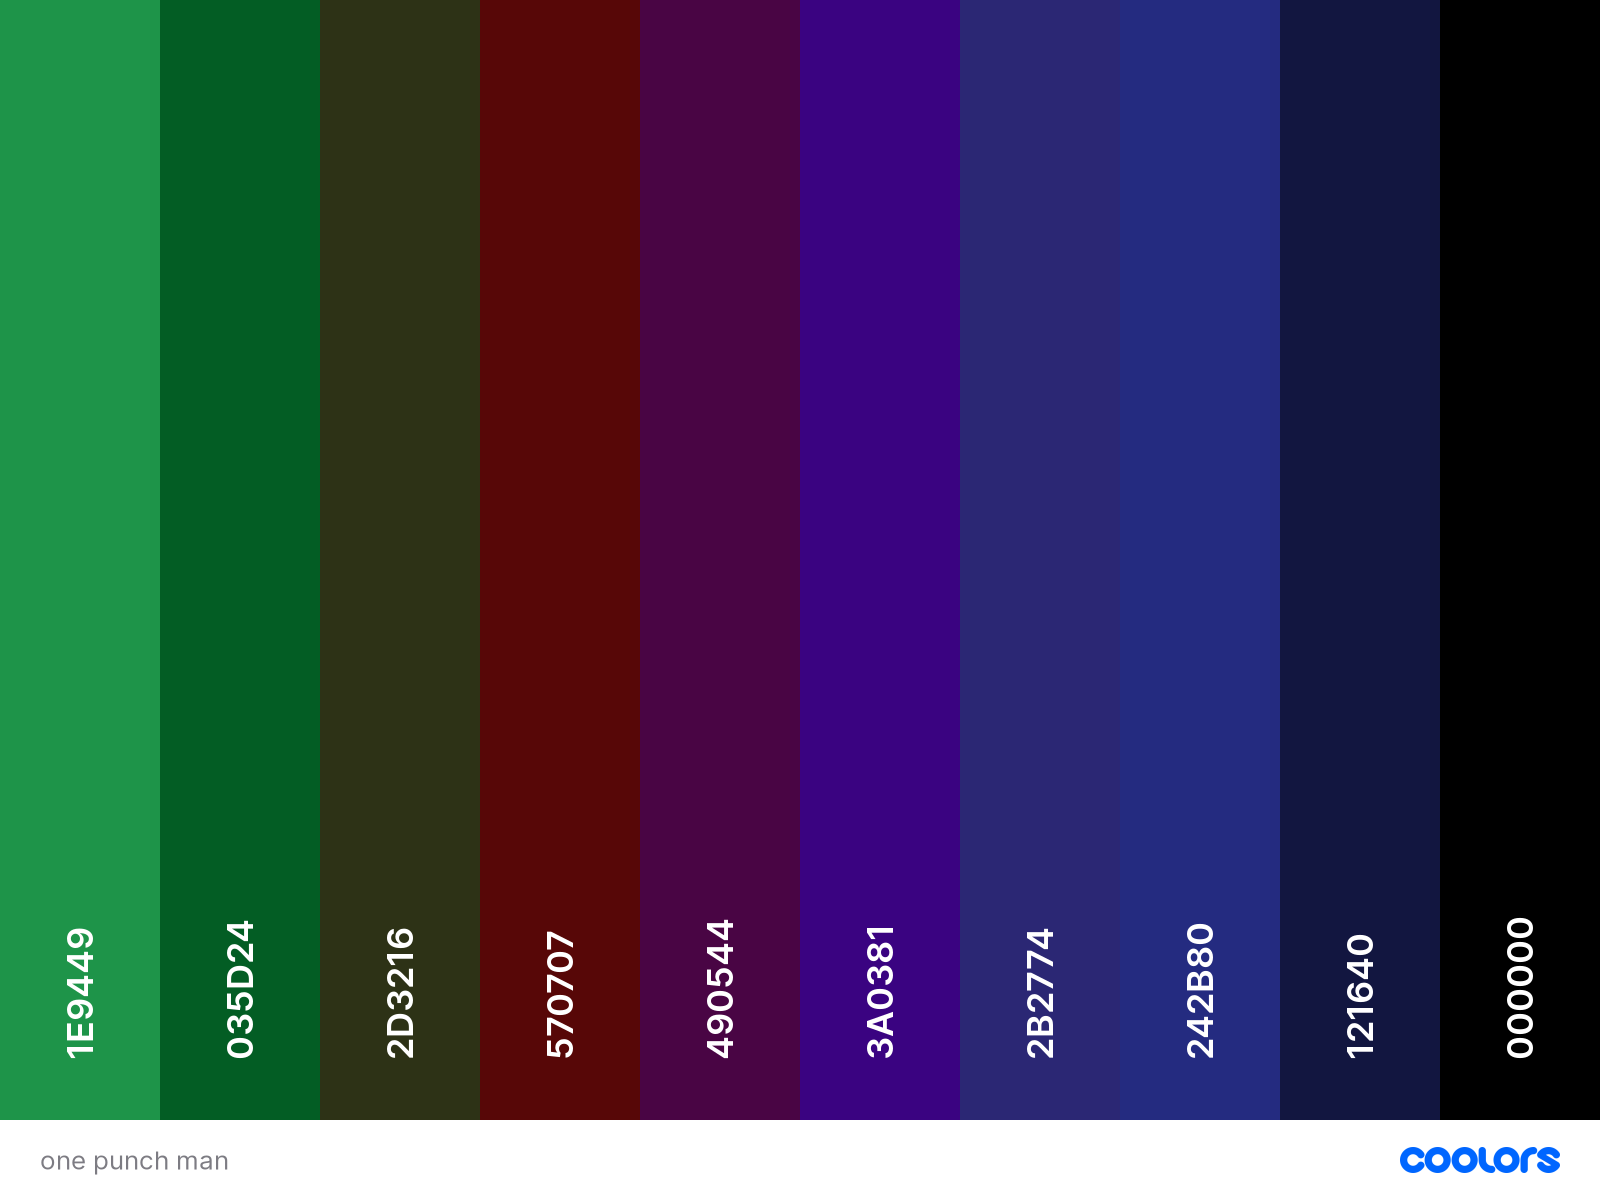 1E9449
035D24
2D3216
570707
490544
3A0381
2B2774
242B80
121640
000000
one punch man
coolors